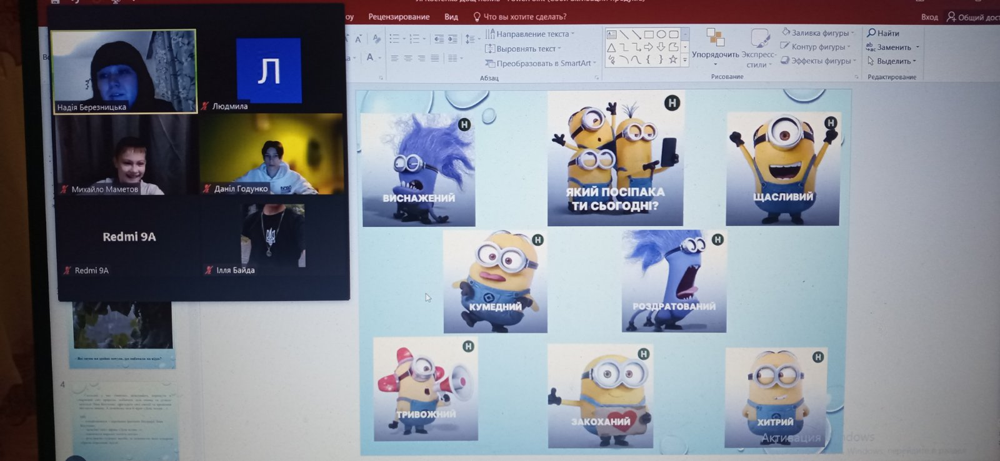 Рецензирование
Вид
Что вы хотите сделать?
Вход
Общий дос
Направление текста
Выровнять текст
Преобразовать в SmartArt
Абзац
Упорядочить
Экспресс-
стили
Заливка фигуры
Контур фигуры
Эффекты фигуры
Рисование
Найти
Заменить
Выделить
Редактирование
Надія Березницька
Л
Людмила
Михайло Маметов
Даніл Годунко
Redmi 9A
Redmi 9A
Ілля Байда
4
H
ВИСНАЖЕНИЙ
H
ЯКИЙ ПОСІПАКА
ТИ СЬОГОДНІ?
H
ЩАСЛИВИЙ
H
КУМЕДНИЙ
H
РОЗДРАТОВАНИЙ
H
ТРИВОЖНИЙ
H
ЗАКОХАНИЙ
H
ХИТРИЙ
Активация Windows